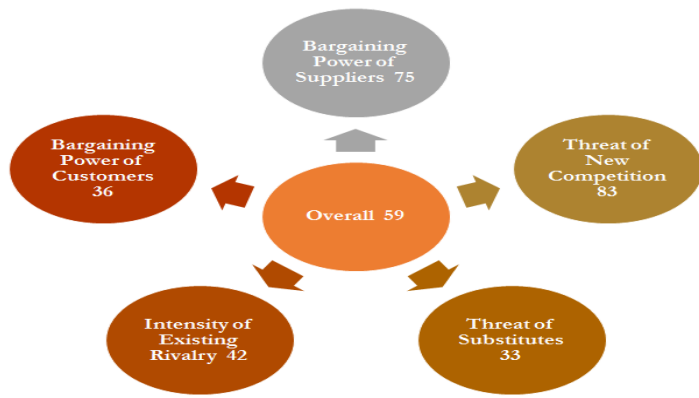 Bargaining
Power of
Suppliers 75
Bargaining
Power of
Customers
36
Threat of
New
Competition
83
Overall 59
Intensity of
Existing
Rivalry 42
Threat of
Substitutes
33